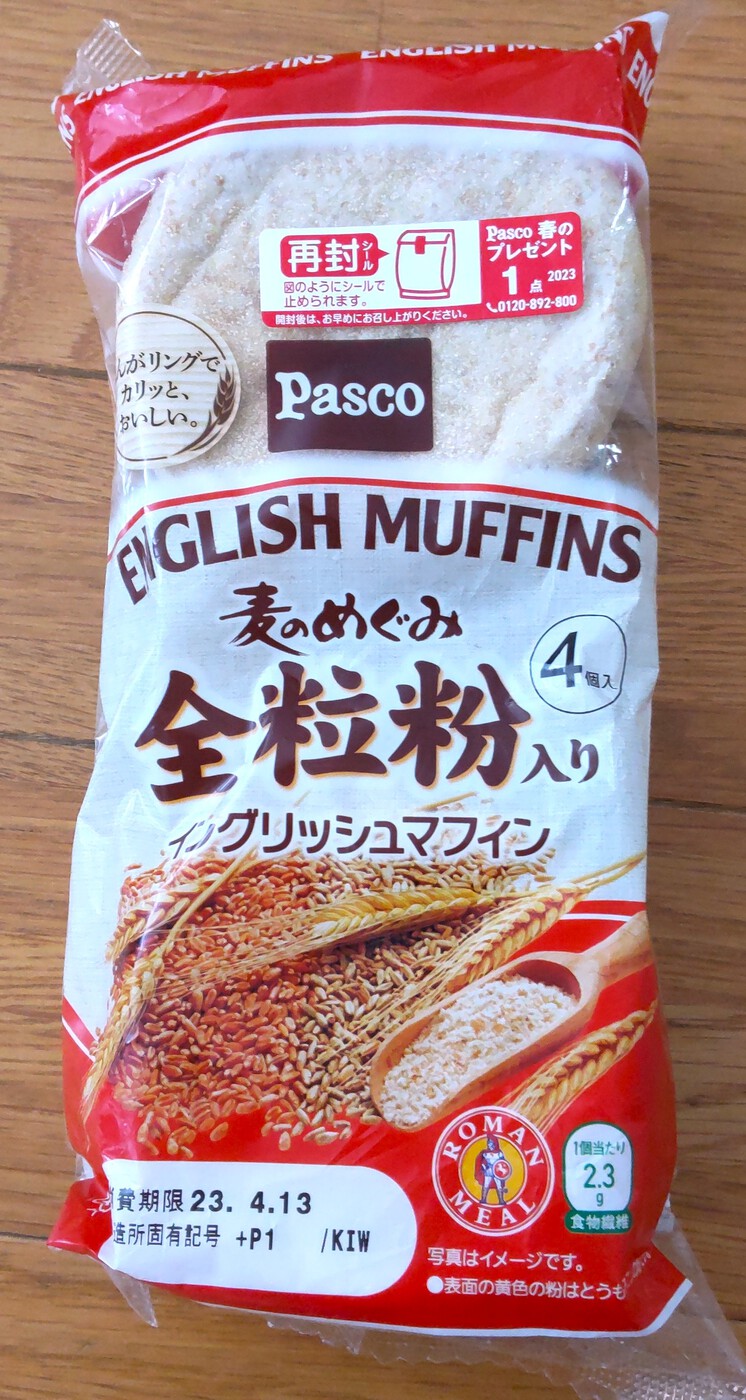 ENGLISH MUFFINS ENGLISH MUFFINS
再封シール
図のようにシールで
止められます。
開封後は、お早めにお召し上がりください。
Pasco 春の
プレゼント
1点 2023
0120-892-800
んがリングで
カリッと、
おいしい。
Pasco
ENGLISH MUFFINS
麦のめぐみ
4個入
全粒粉入り
イングリッシュマフィン
ROMAN MEAL
1個当たり
2.3
g
食物繊維
費期限 23. 4.13
造所固有記号 +P1 /KIW
写真はイメージです。
●表面の黄色の粉はとうも